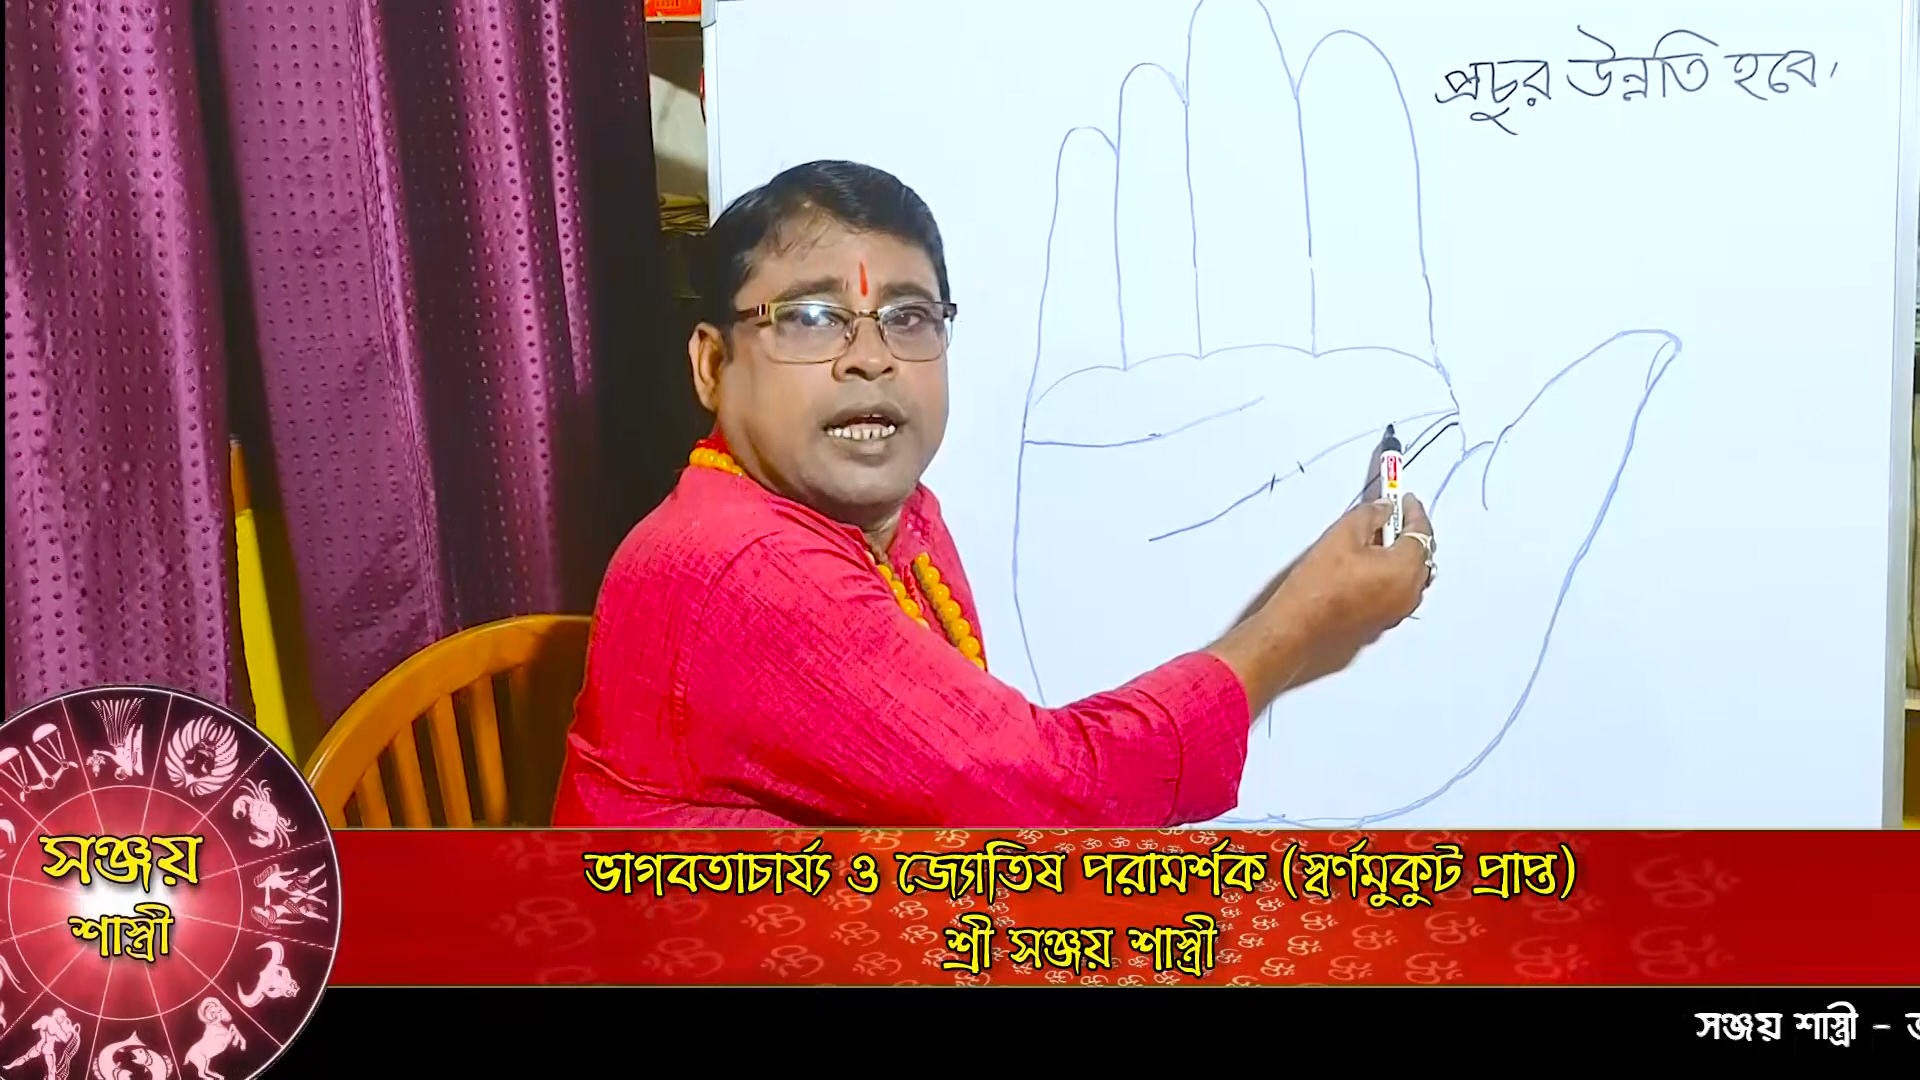 প্রচুর উন্নতি হবে।
সঞ্জয়
শাস্ত্রী
ভাগবতাচার্য্য ও জ্যোতিষ পরামর্শক (স্বর্ণমুকুট প্রাপ্ত)
শ্রী সঞ্জয় শাস্ত্রী
সঞ্জয় শাস্ত্রী -